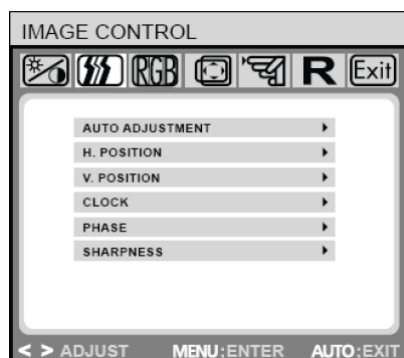 IMAGE CONTROL
RGB R Exit
AUTO ADJUSTMENT
H. POSITION
V. POSITION
CLOCK
PHASE
SHARPNESS
< > ADJUST MENU:ENTER AUTO:EXIT